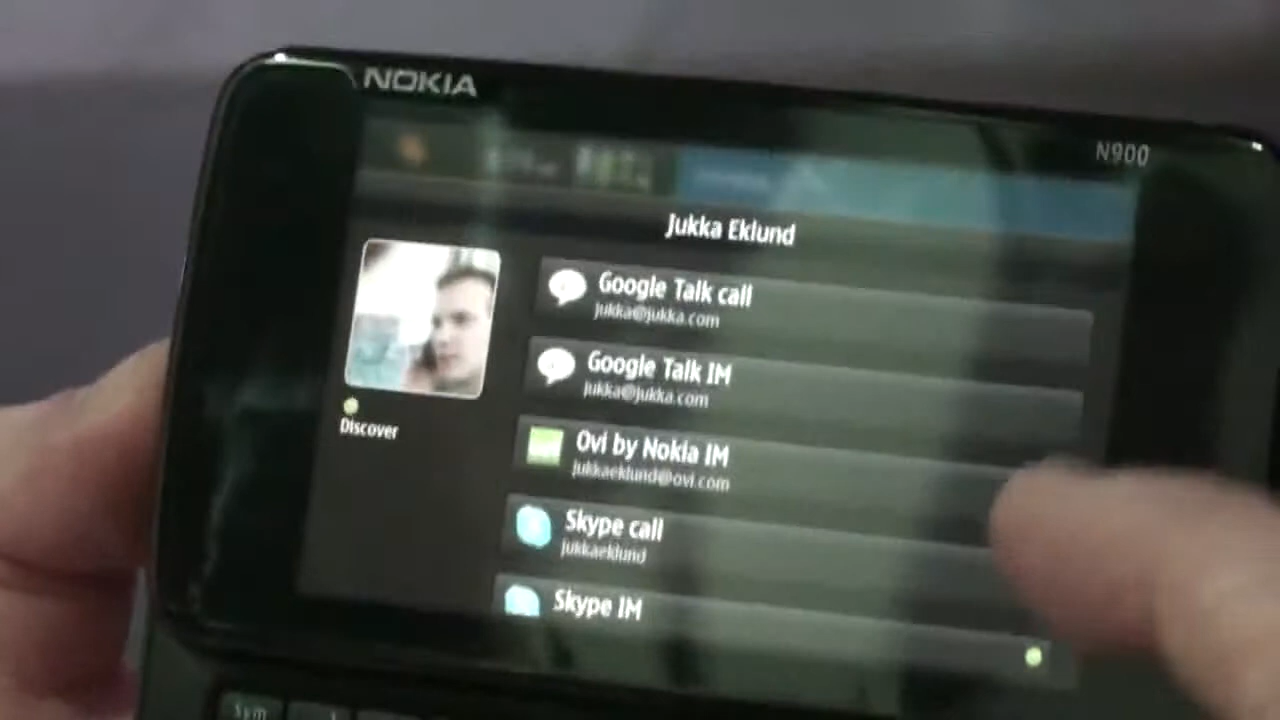 NOKIA
N900
Jukka Eklund
Google Talk call
jukka@jukka.com
Google Talk IM
jukka@jukka.com
Discover
Ovi by Nokia IM
jukkaeklund@ovi.com
Skype call
jukkaeklund
Skype IM
Sym